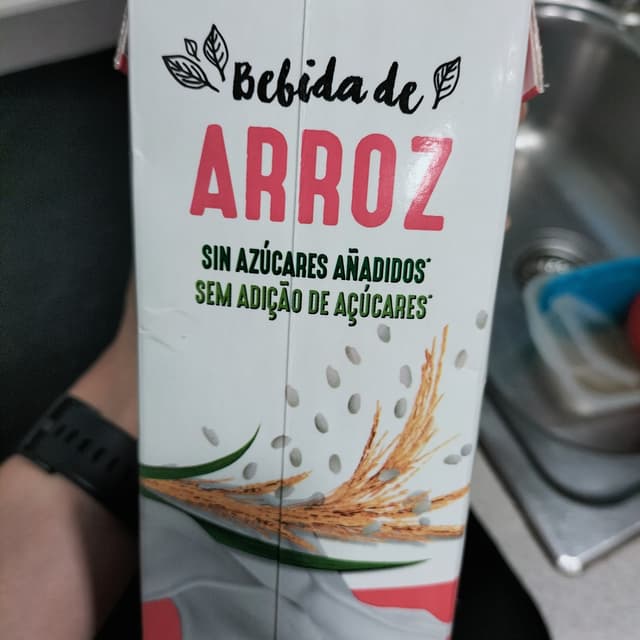 Bebida de
ARROZ
SIN AZÚCARES AÑADIDOS*
SEM ADIÇÃO DE AÇÚCARES*